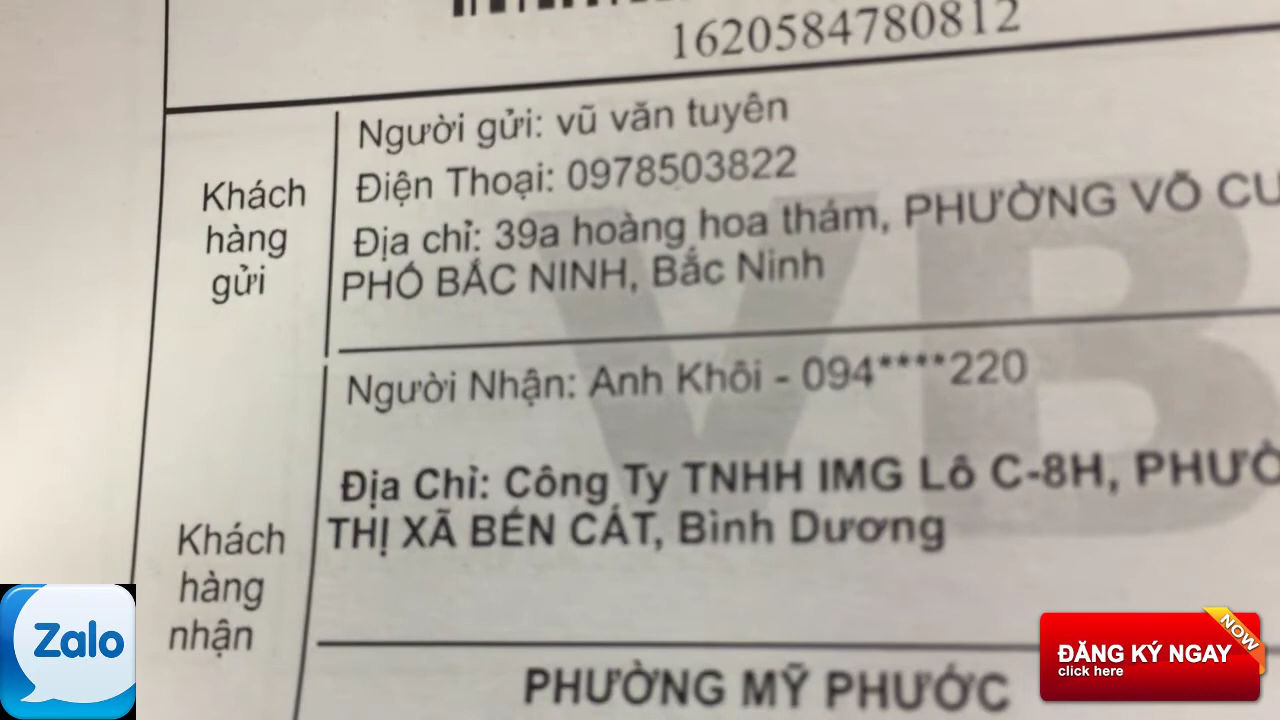 1620584780812
Người gửi: vũ văn tuyên
Điện Thoại: 0978503822
Địa chỉ: 39a hoàng hoa thám, PHƯỜNG VÕ CƯ
PHỐ BẮC NINH, Bắc Ninh
Khách
hàng
gửi
Người Nhận: Anh Khôi - 094****220
Địa Chỉ: Công Ty TNHH IMG Lô C-8H, PHƯỜ
THỊ XÃ BẾN CÁT, Bình Dương
Khách
hàng
nhận
PHƯỜNG MỸ PHƯỚC
VB
Zalo
ĐĂNG KÝ NGAY
click here
NOW